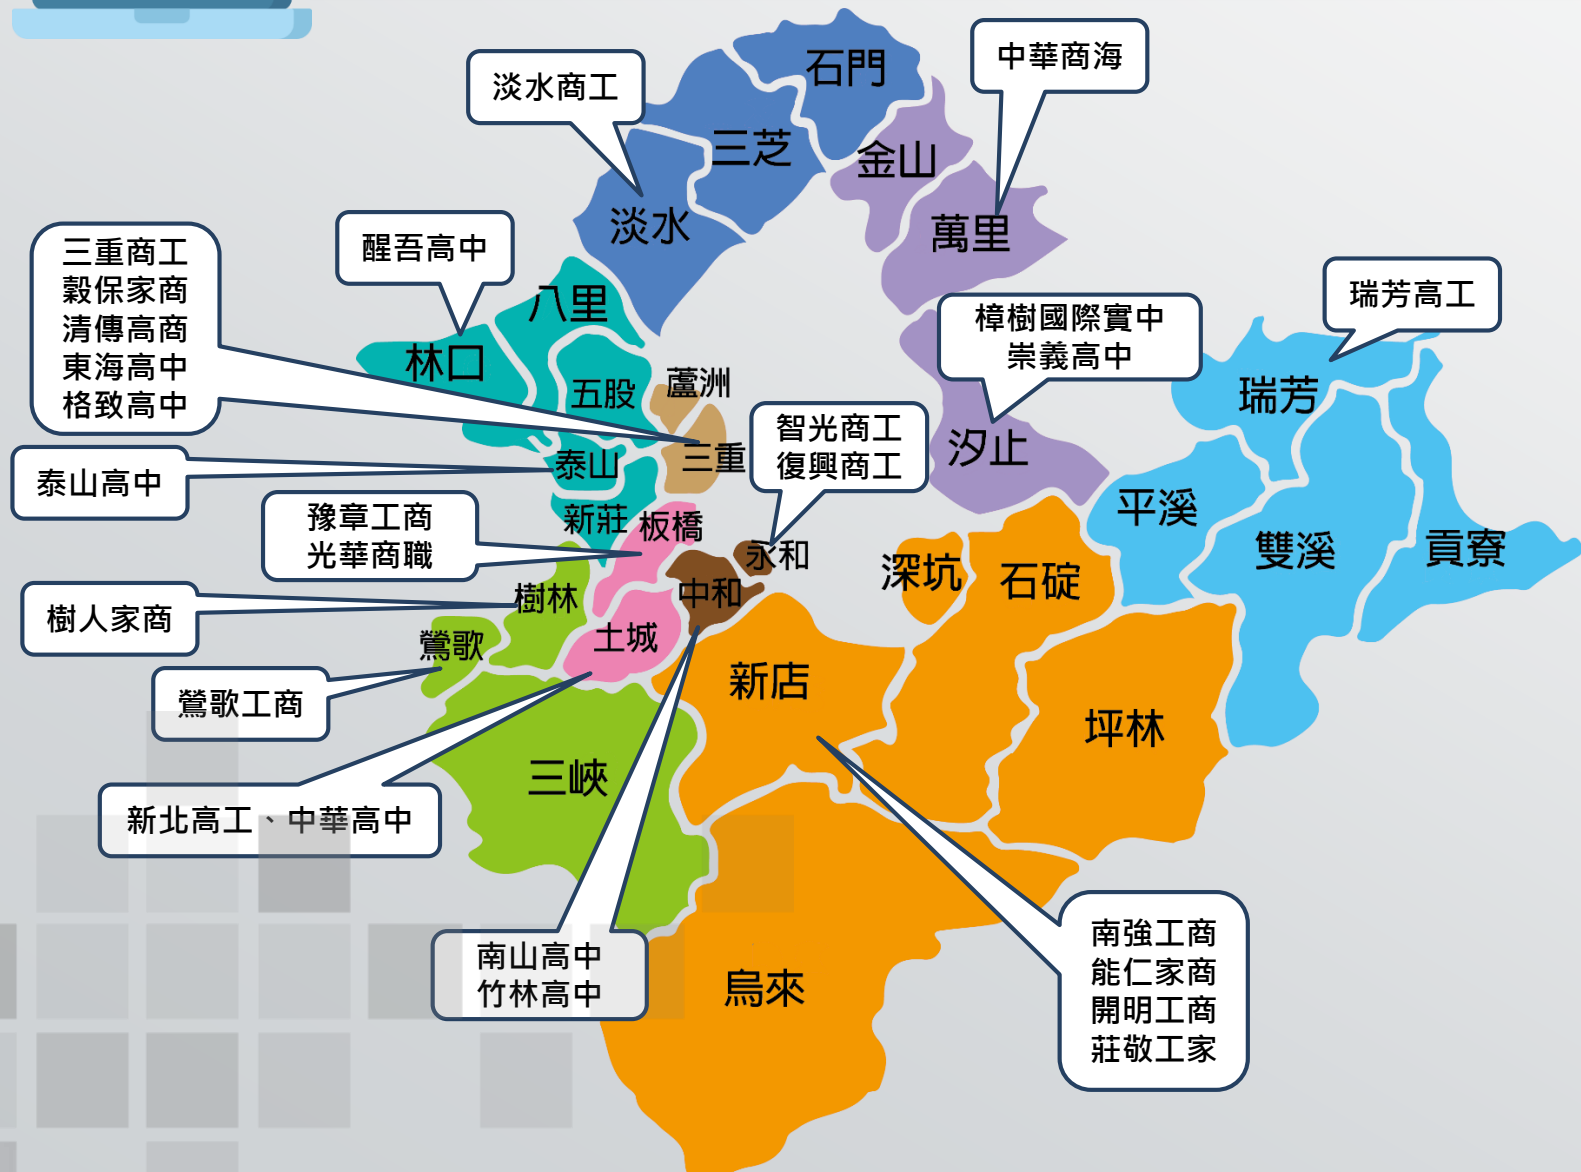 石門
中華商海
淡水商工
三芝
金山
淡水
萬里
三重商工
穀保家商
清傳高商
東海高中
格致高中
醒吾高中
八里
瑞芳高工
樟樹國際實中
崇義高中
林口
五股
蘆洲
瑞芳
智光商工
復興商工
汐止
三重
泰山
泰山高中
平溪
豫章工商
光華商職
新莊
板橋
永和
雙溪
貢寮
深坑
石碇
樹林
中和
樹人家商
鶯歌
土城
新店
鶯歌工商
坪林
三峽
新北高工、中華高中
南山高中
竹林高中
烏來
南強工商
能仁家商
開明工商
莊敬工家